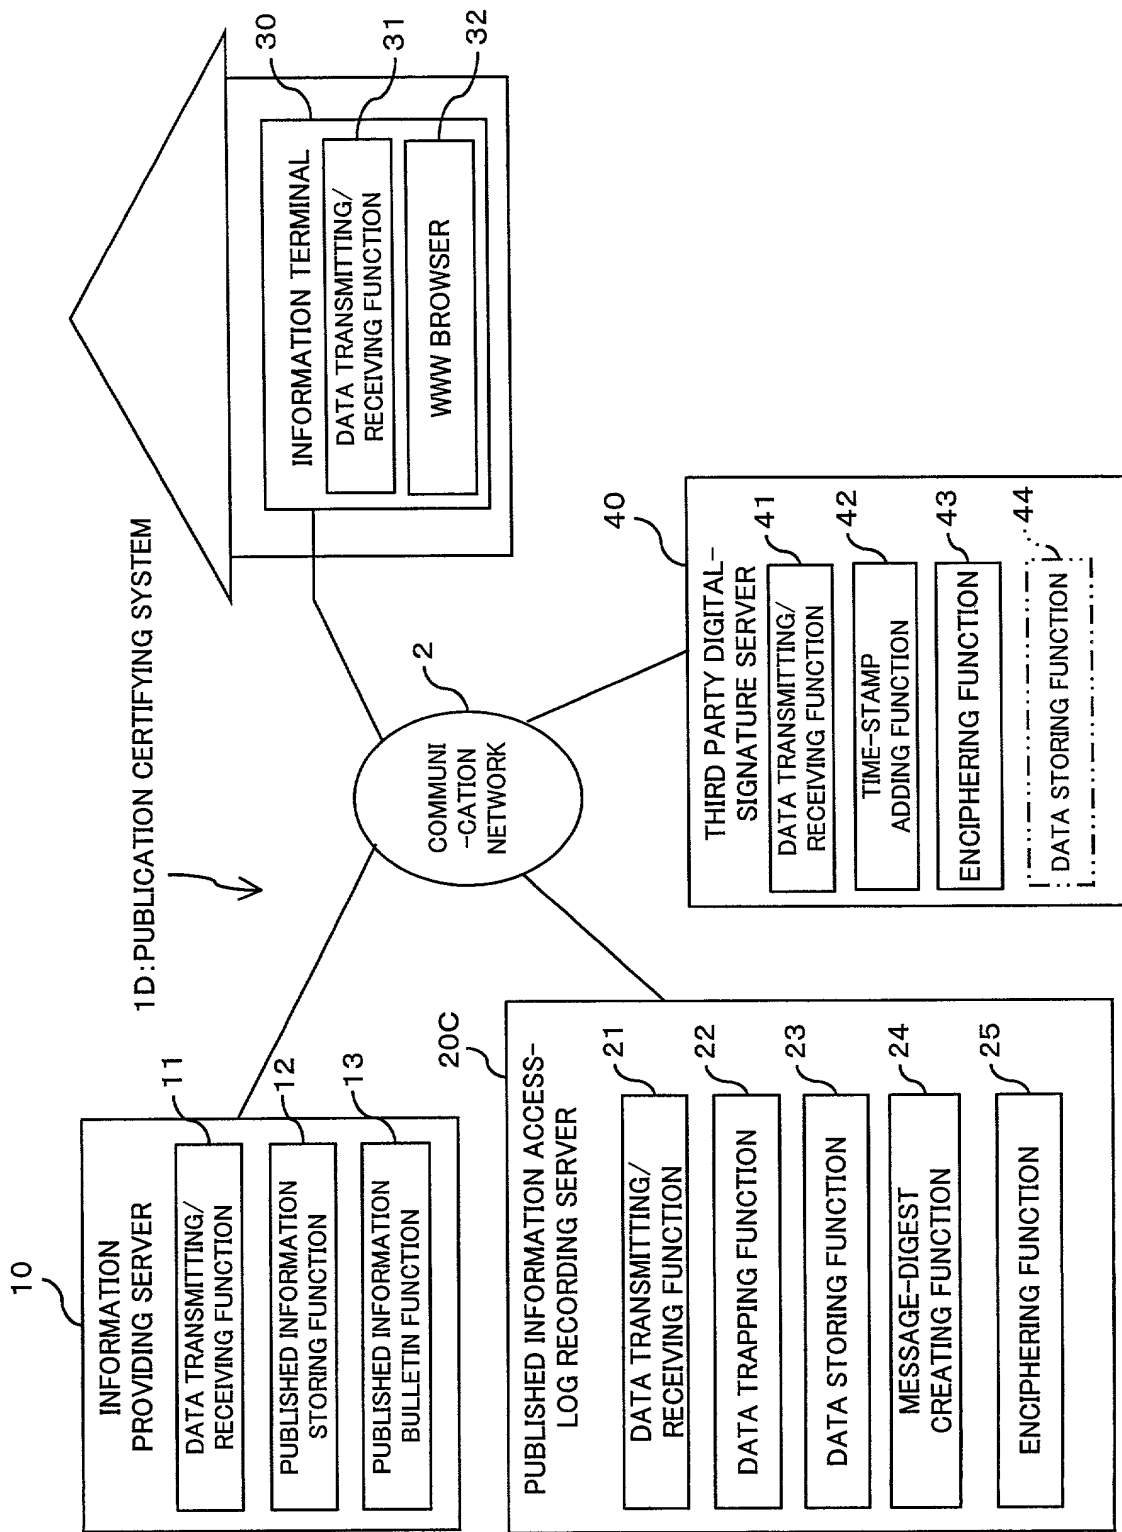 1D:PUBLICATION CERTIFYING SYSTEM
10
INFORMATION
PROVIDING SERVER
11
DATA TRANSMITTING/
RECEIVING FUNCTION
12
PUBLISHED INFORMATION
STORING FUNCTION
13
PUBLISHED INFORMATION
BULLETIN FUNCTION
2
COMMUNI
-CATION
NETWORK
30
INFORMATION TERMINAL
31
DATA TRANSMITTING/
RECEIVING FUNCTION
32
WWW BROWSER
20C
PUBLISHED INFORMATION ACCESS-
LOG RECORDING SERVER
21
DATA TRANSMITTING/
RECEIVING FUNCTION
22
DATA TRAPPING FUNCTION
23
DATA STORING FUNCTION
24
MESSAGE-DIGEST
CREATING FUNCTION
25
ENCIPHERING FUNCTION
40
THIRD PARTY DIGITAL-
SIGNATURE SERVER
41
DATA TRANSMITTING/
RECEIVING FUNCTION
42
TIME-STAMP
ADDING FUNCTION
43
ENCIPHERING FUNCTION
44
DATA STORING FUNCTION